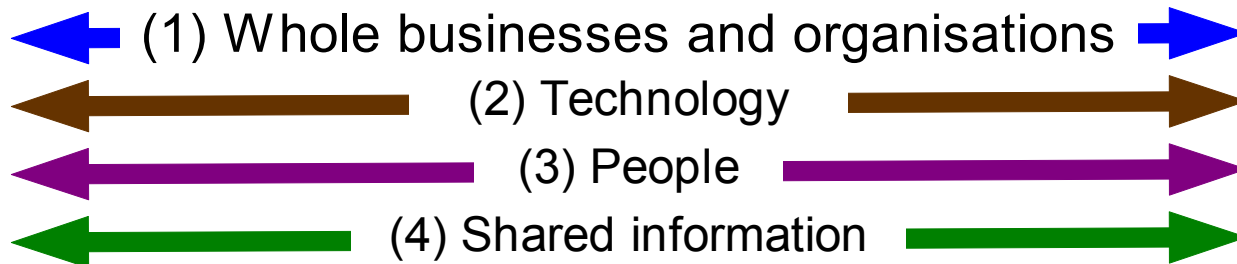 (1) Whole businesses and organisations
(2) Technology
(3) People
(4) Shared information